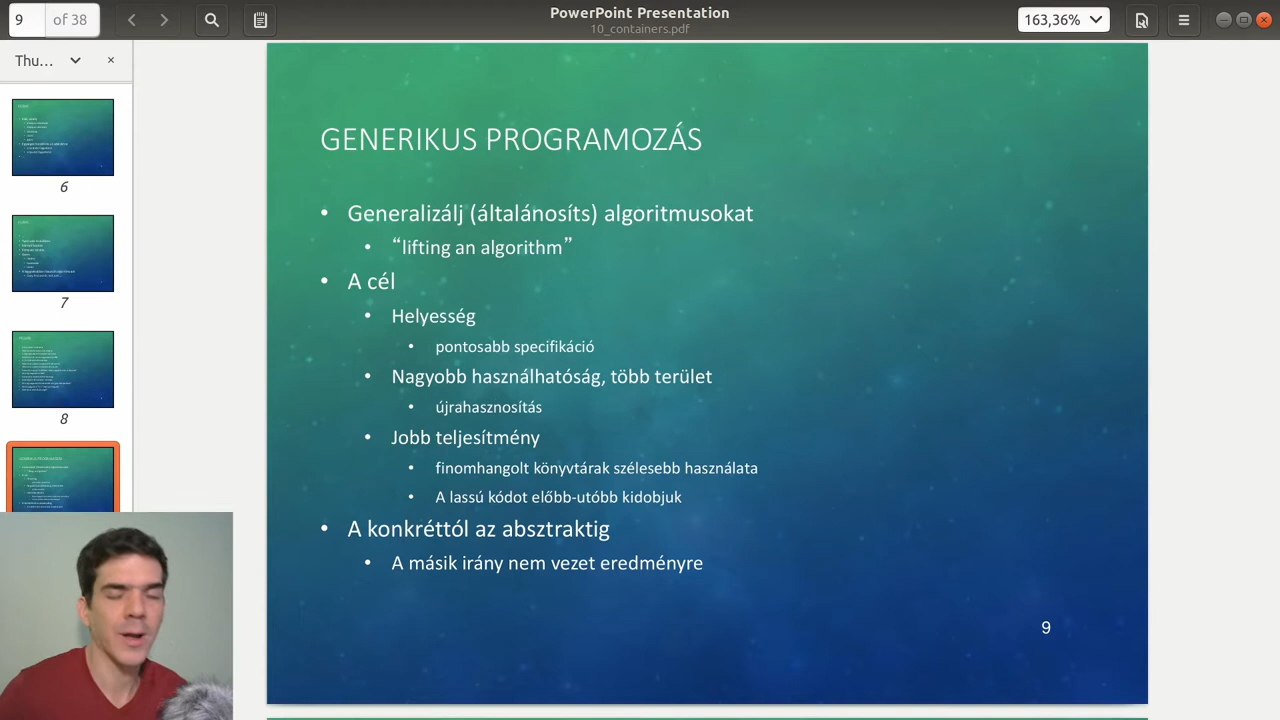 9
of 38
PowerPoint Presentation
10_containers.pdf
163,36%
Thu...
6
7
8
GENERIKUS PROGRAMOZÁS
• Generalizálj (általánosíts) algoritmusokat
• “lifting an algorithm”
• A cél
• Helyesség
• pontosabb specifikáció
• Nagyobb használhatóság, több terület
• újrahasznosítás
• Jobb teljesítmény
• finomhangolt könyvtárak szélesebb használata
• A lassú kódot előbb-utóbb kidobjuk
• A konkréttól az absztraktig
• A másik irány nem vezet eredményre
9